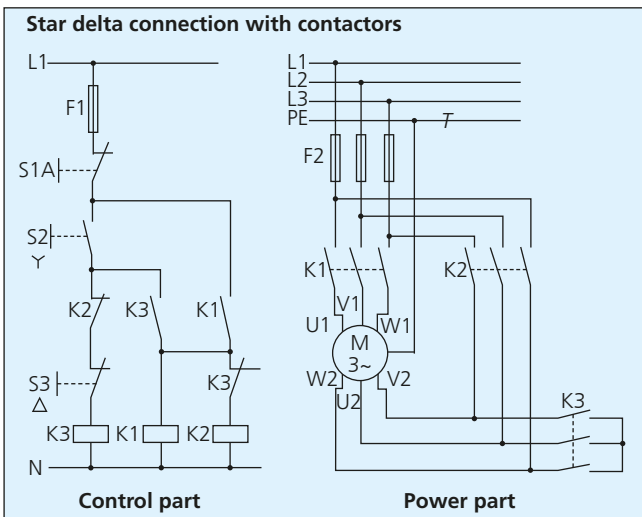 Star delta connection with contactors
L1
F1
S1A
S2
K2
K3
K1
S3
K3
K3
K1
K2
N
Control part
L1
L2
L3
PE
F2
K1
K2
V1
U1
W1
M
3~
W2
V2
U2
K3
Power part